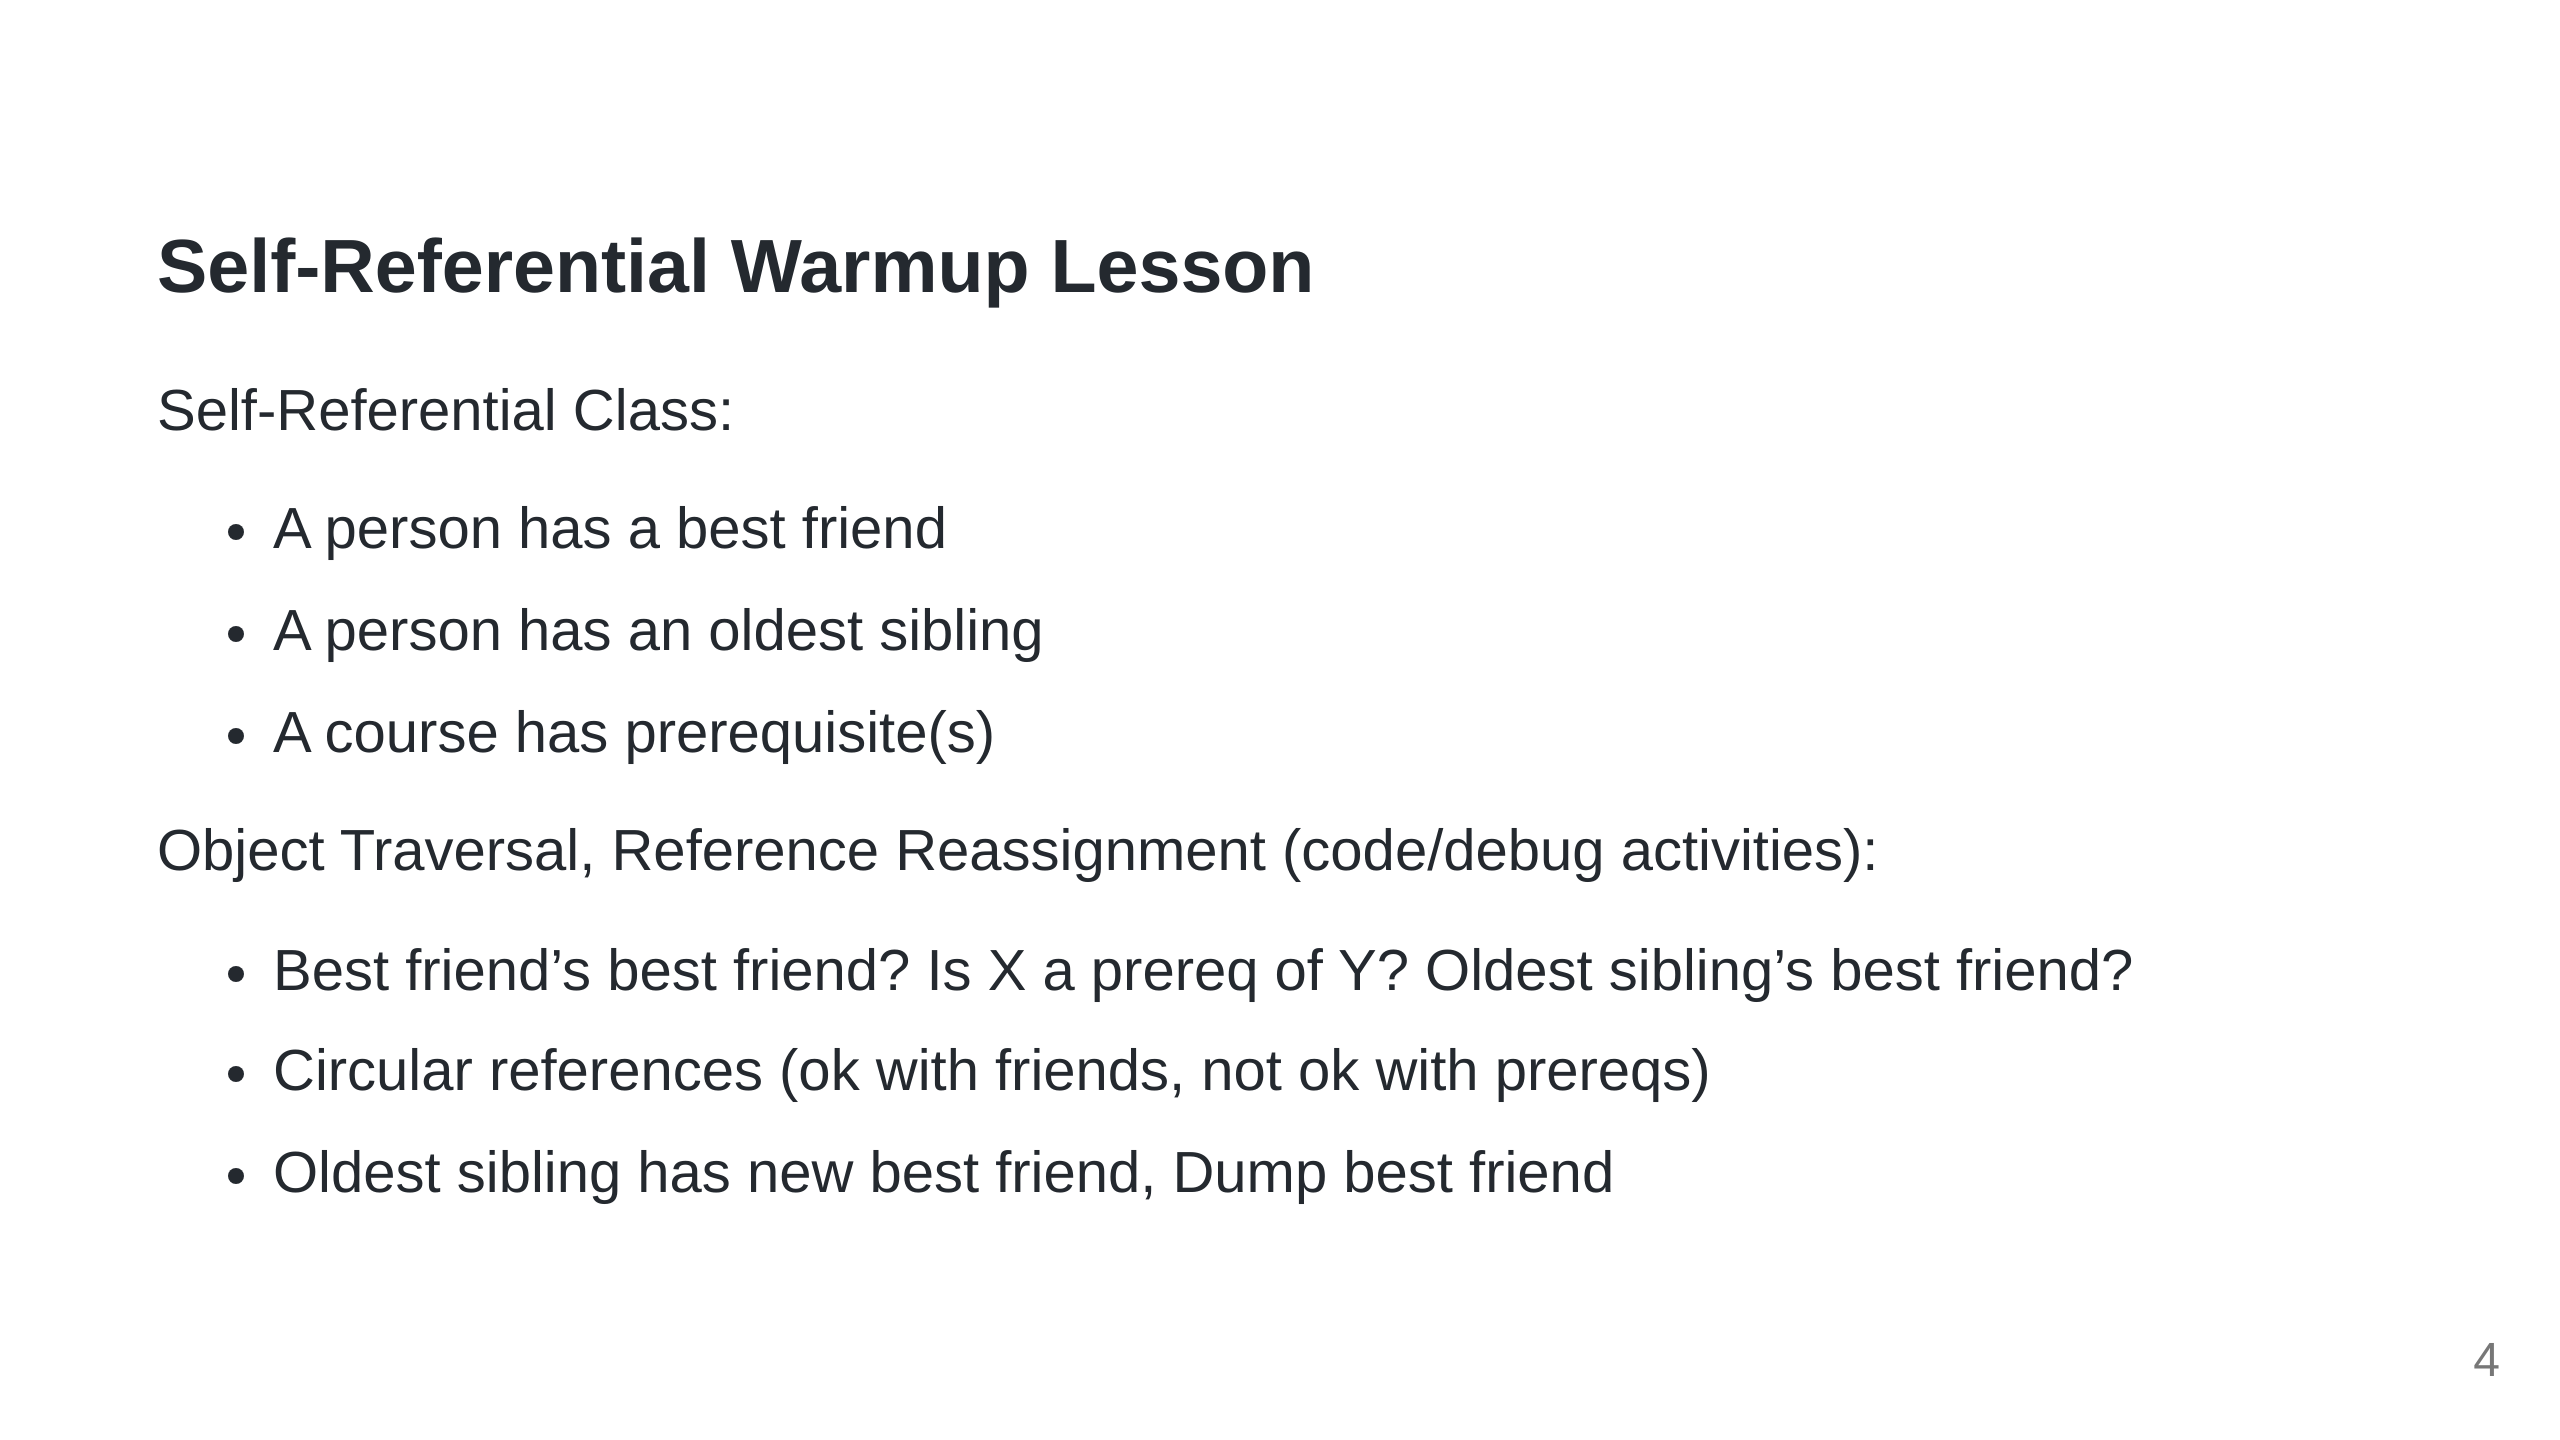 Self-Referential Warmup Lesson
Self-Referential Class:
• A person has a best friend
• A person has an oldest sibling
• A course has prerequisite(s)
Object Traversal, Reference Reassignment (code/debug activities):
• Best friend’s best friend? Is X a prereq of Y? Oldest sibling’s best friend?
• Circular references (ok with friends, not ok with prereqs)
• Oldest sibling has new best friend, Dump best friend
4